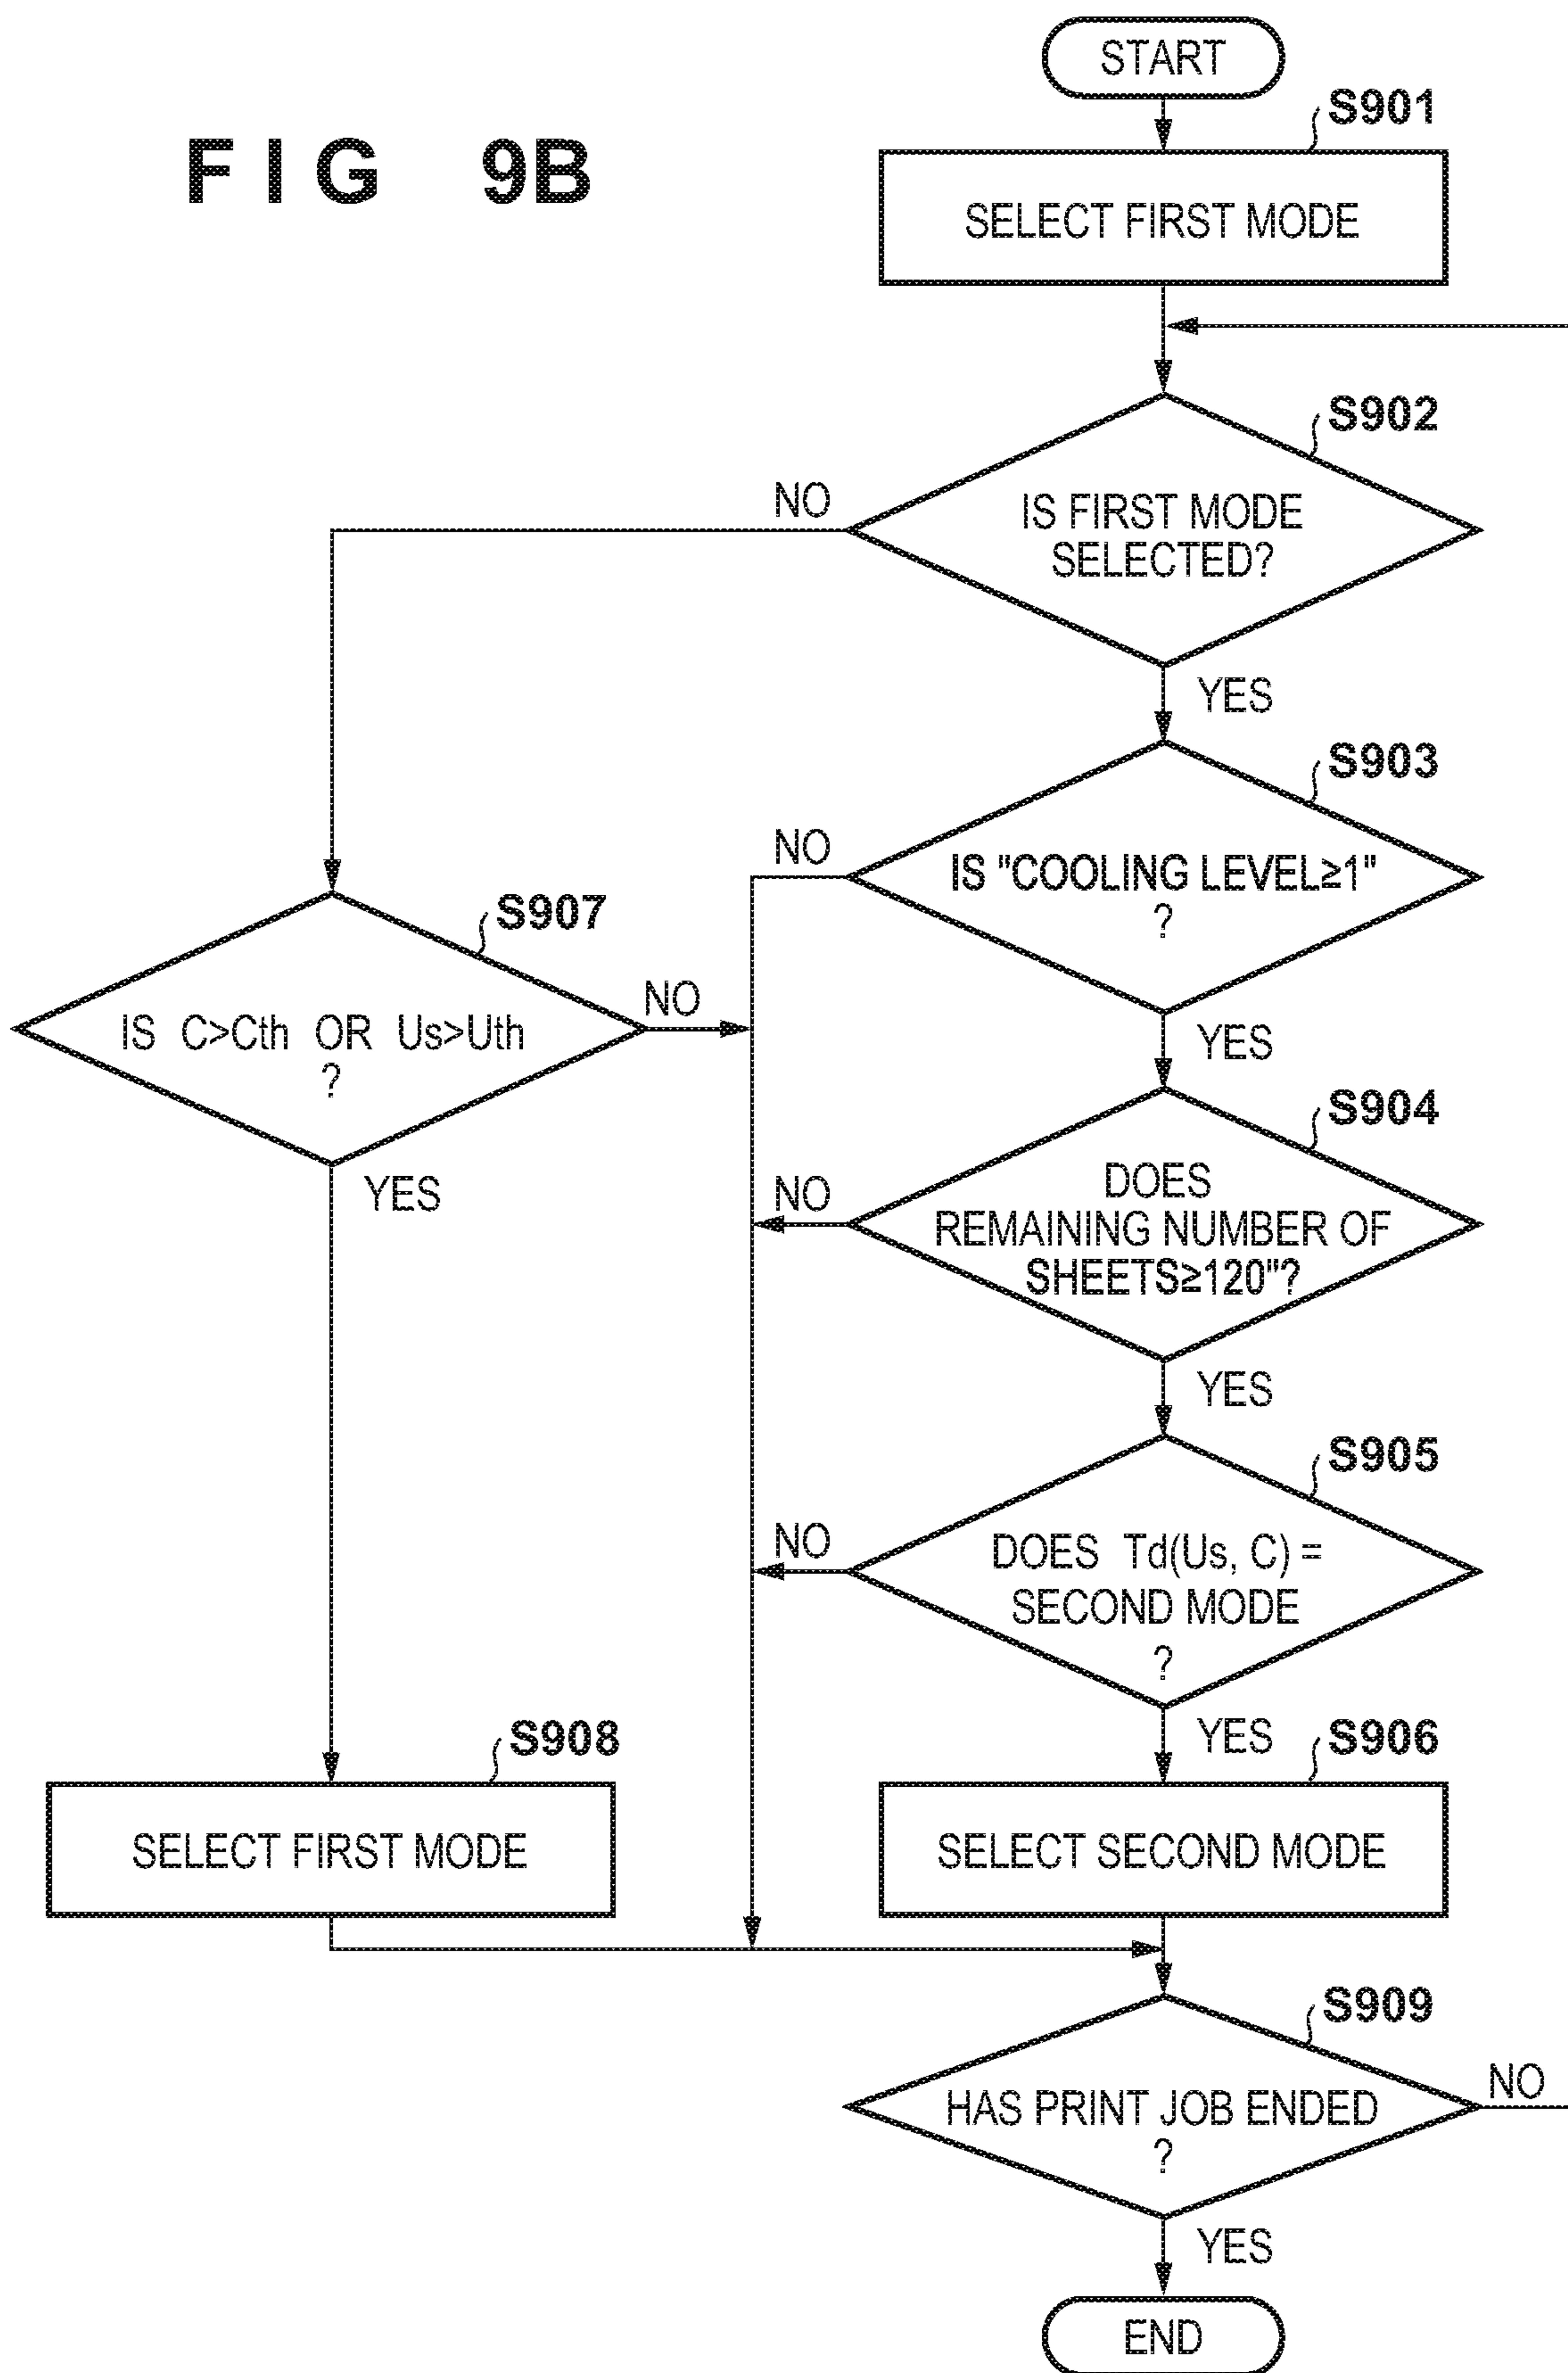 FIG 9B
START
S901
SELECT FIRST MODE
S902
NO
IS FIRST MODE
SELECTED?
YES
S903
NO
IS "COOLING LEVEL≥1"
?
YES
S907
NO
IS C>Cth OR Us>Uth
?
YES
S904
NO
DOES
REMAINING NUMBER OF
SHEETS≥120"?
YES
S905
NO
DOES Td(Us, C) =
SECOND MODE
?
YES
S908
SELECT FIRST MODE
S906
SELECT SECOND MODE
S909
HAS PRINT JOB ENDED
?
NO
YES
END